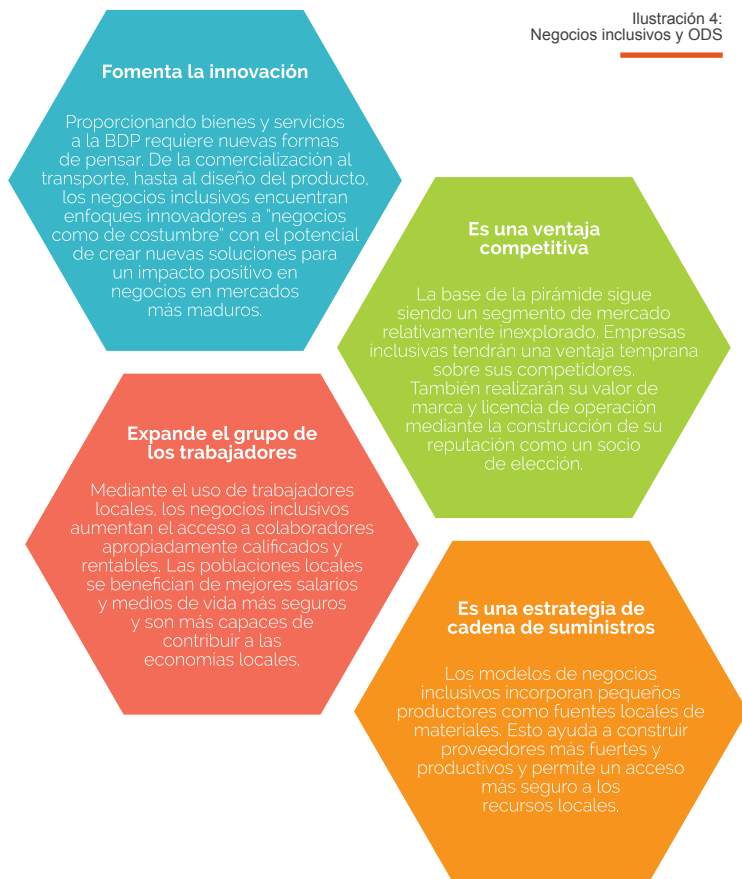 Ilustración 4:
Negocios inclusivos y ODS
Fomenta la innovación
Proporcionando bienes y servicios
a la BDP requiere nuevas formas
de pensar. De la comercialización al
transporte, hasta al diseño del producto,
los negocios inclusivos encuentran
enfoques innovadores a "negocios
como de costumbre" con el potencial
de crear nuevas soluciones para
un impacto positivo en
negocios en mercados
más maduros.
Es una ventaja
competitiva
La base de la pirámide sigue
siendo un segmento de mercado
relativamente inexplorado. Empresas
inclusivas tendrán una ventaja temprana
sobre sus competidores.
También realizarán su valor de
marca y licencia de operación
mediante la construcción de su
reputación como un socio
de elección.
Expande el grupo de
los trabajadores
Mediante el uso de trabajadores
locales, los negocios inclusivos
aumentan el acceso a colaboradores
apropiadamente calificados y
rentables. Las poblaciones locales
se benefician de mejores salarios
y medios de vida más seguros
y son más capaces de
contribuir a las
economías locales.
Es una estrategia de
cadena de suministros
Los modelos de negocios
inclusivos incorporan pequeños
productores como fuentes locales de
materiales. Esto ayuda a construir
proveedores más fuertes y
productivos y permite un acceso
más seguro a los
recursos locales.